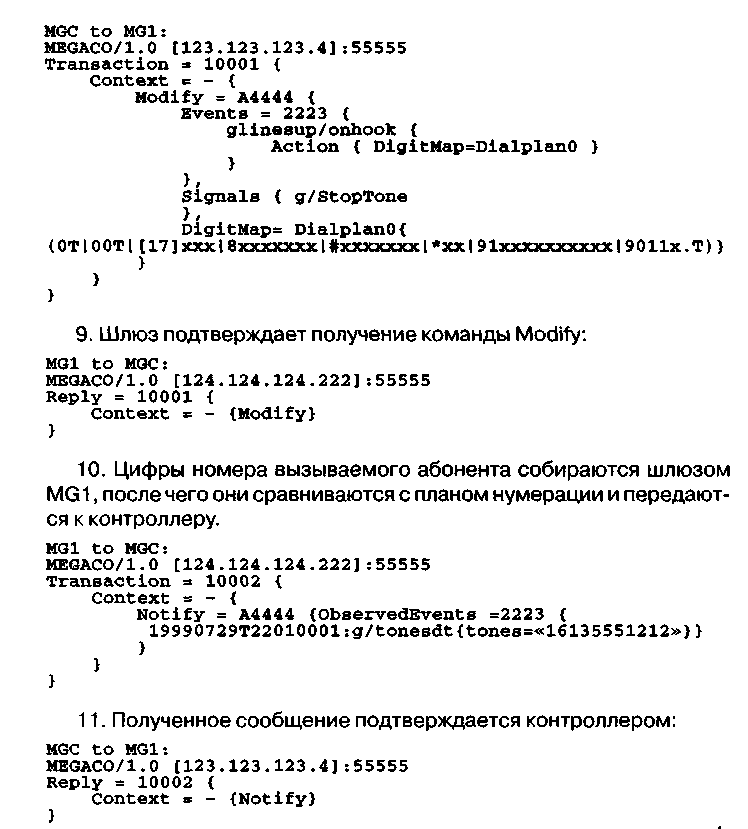 MGC to MG1:
MEGACO/1.0 [123.123.123.4]:55555
Transaction = 10001 {
Context = - {
Modify = A4444 {
Events = 2223 {
glinesup/onhook {
Action { DigitMap=Dialplan0 }
}
},
Signals { g/StopTone
},
DigitMap= Dialplan0{
(0T|00T|[17]xxx|8xxxxxxx|#xxxxxxx|*xx|91xxxxxxxxxx|9011x.T)}
}
}
}
9. Шлюз подтверждает получение команды Modify:
MG1 to MGC:
MEGACO/1.0 [124.124.124.222]:55555
Reply = 10001 {
Context = - {Modify}
}
10. Цифры номера вызываемого абонента собираются шлюзом
MG1, после чего они сравниваются с планом нумерации и передают-
ся к контроллеру.
MG1 to MGC:
MEGACO/1.0 [124.124.124.222]:55555
Transaction = 10002 {
Context = - {
Notify = A4444 {ObservedEvents =2223 {
19990729T22010001:g/tonesdt{tones=«16135551212»}}
}
}
}
11. Полученное сообщение подтверждается контроллером:
MGC to MG1:
MEGACO/1.0 [123.123.123.4]:55555
Reply = 10002 {
Context = - {Notify}
}